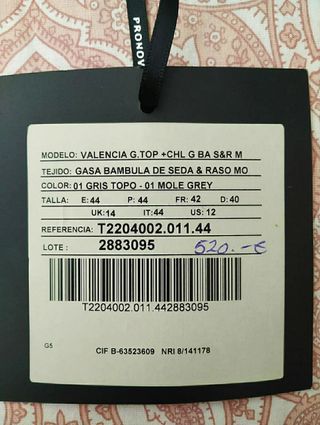 PRONOV
MODELO: VALENCIA G.TOP +CHL G BA S&R M
TEJIDO: GASA BAMBULA DE SEDA & RASO MO
COLOR: 01 GRIS TOPO - 01 MOLE GREY
TALLA: E:44 P: 44 FR: 42 D:40
UK:14 IT:44 US: 12
REFERENCIA: T2204002.011.44
LOTE: 2883095 520.-€
T2204002.011.442883095
G5
CIF B-63523609 NRI 8/141178